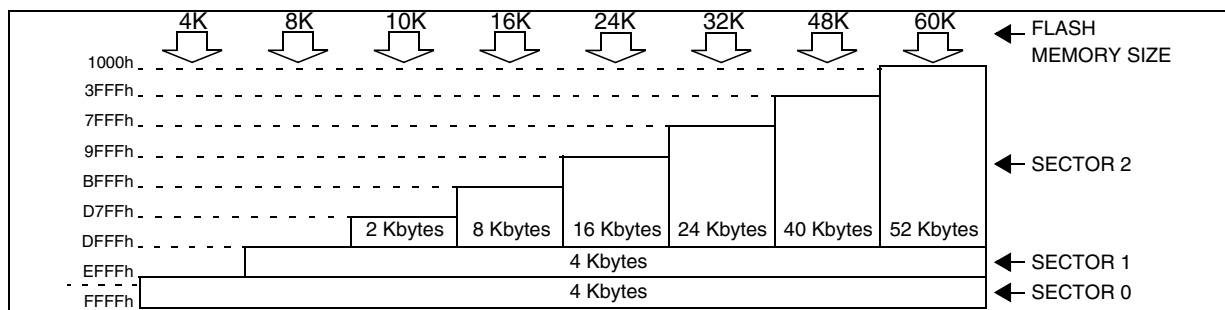 4K 8K 10K 16K 24K 32K 48K 60K
FLASH
MEMORY SIZE
1000h
3FFFh
7FFFh
9FFFh
BFFFh
SECTOR 2
D7FFh
2 Kbytes 8 Kbytes 16 Kbytes 24 Kbytes 40 Kbytes 52 Kbytes
DFFFh
4 Kbytes
SECTOR 1
EFFFh
4 Kbytes
SECTOR 0
FFFFh